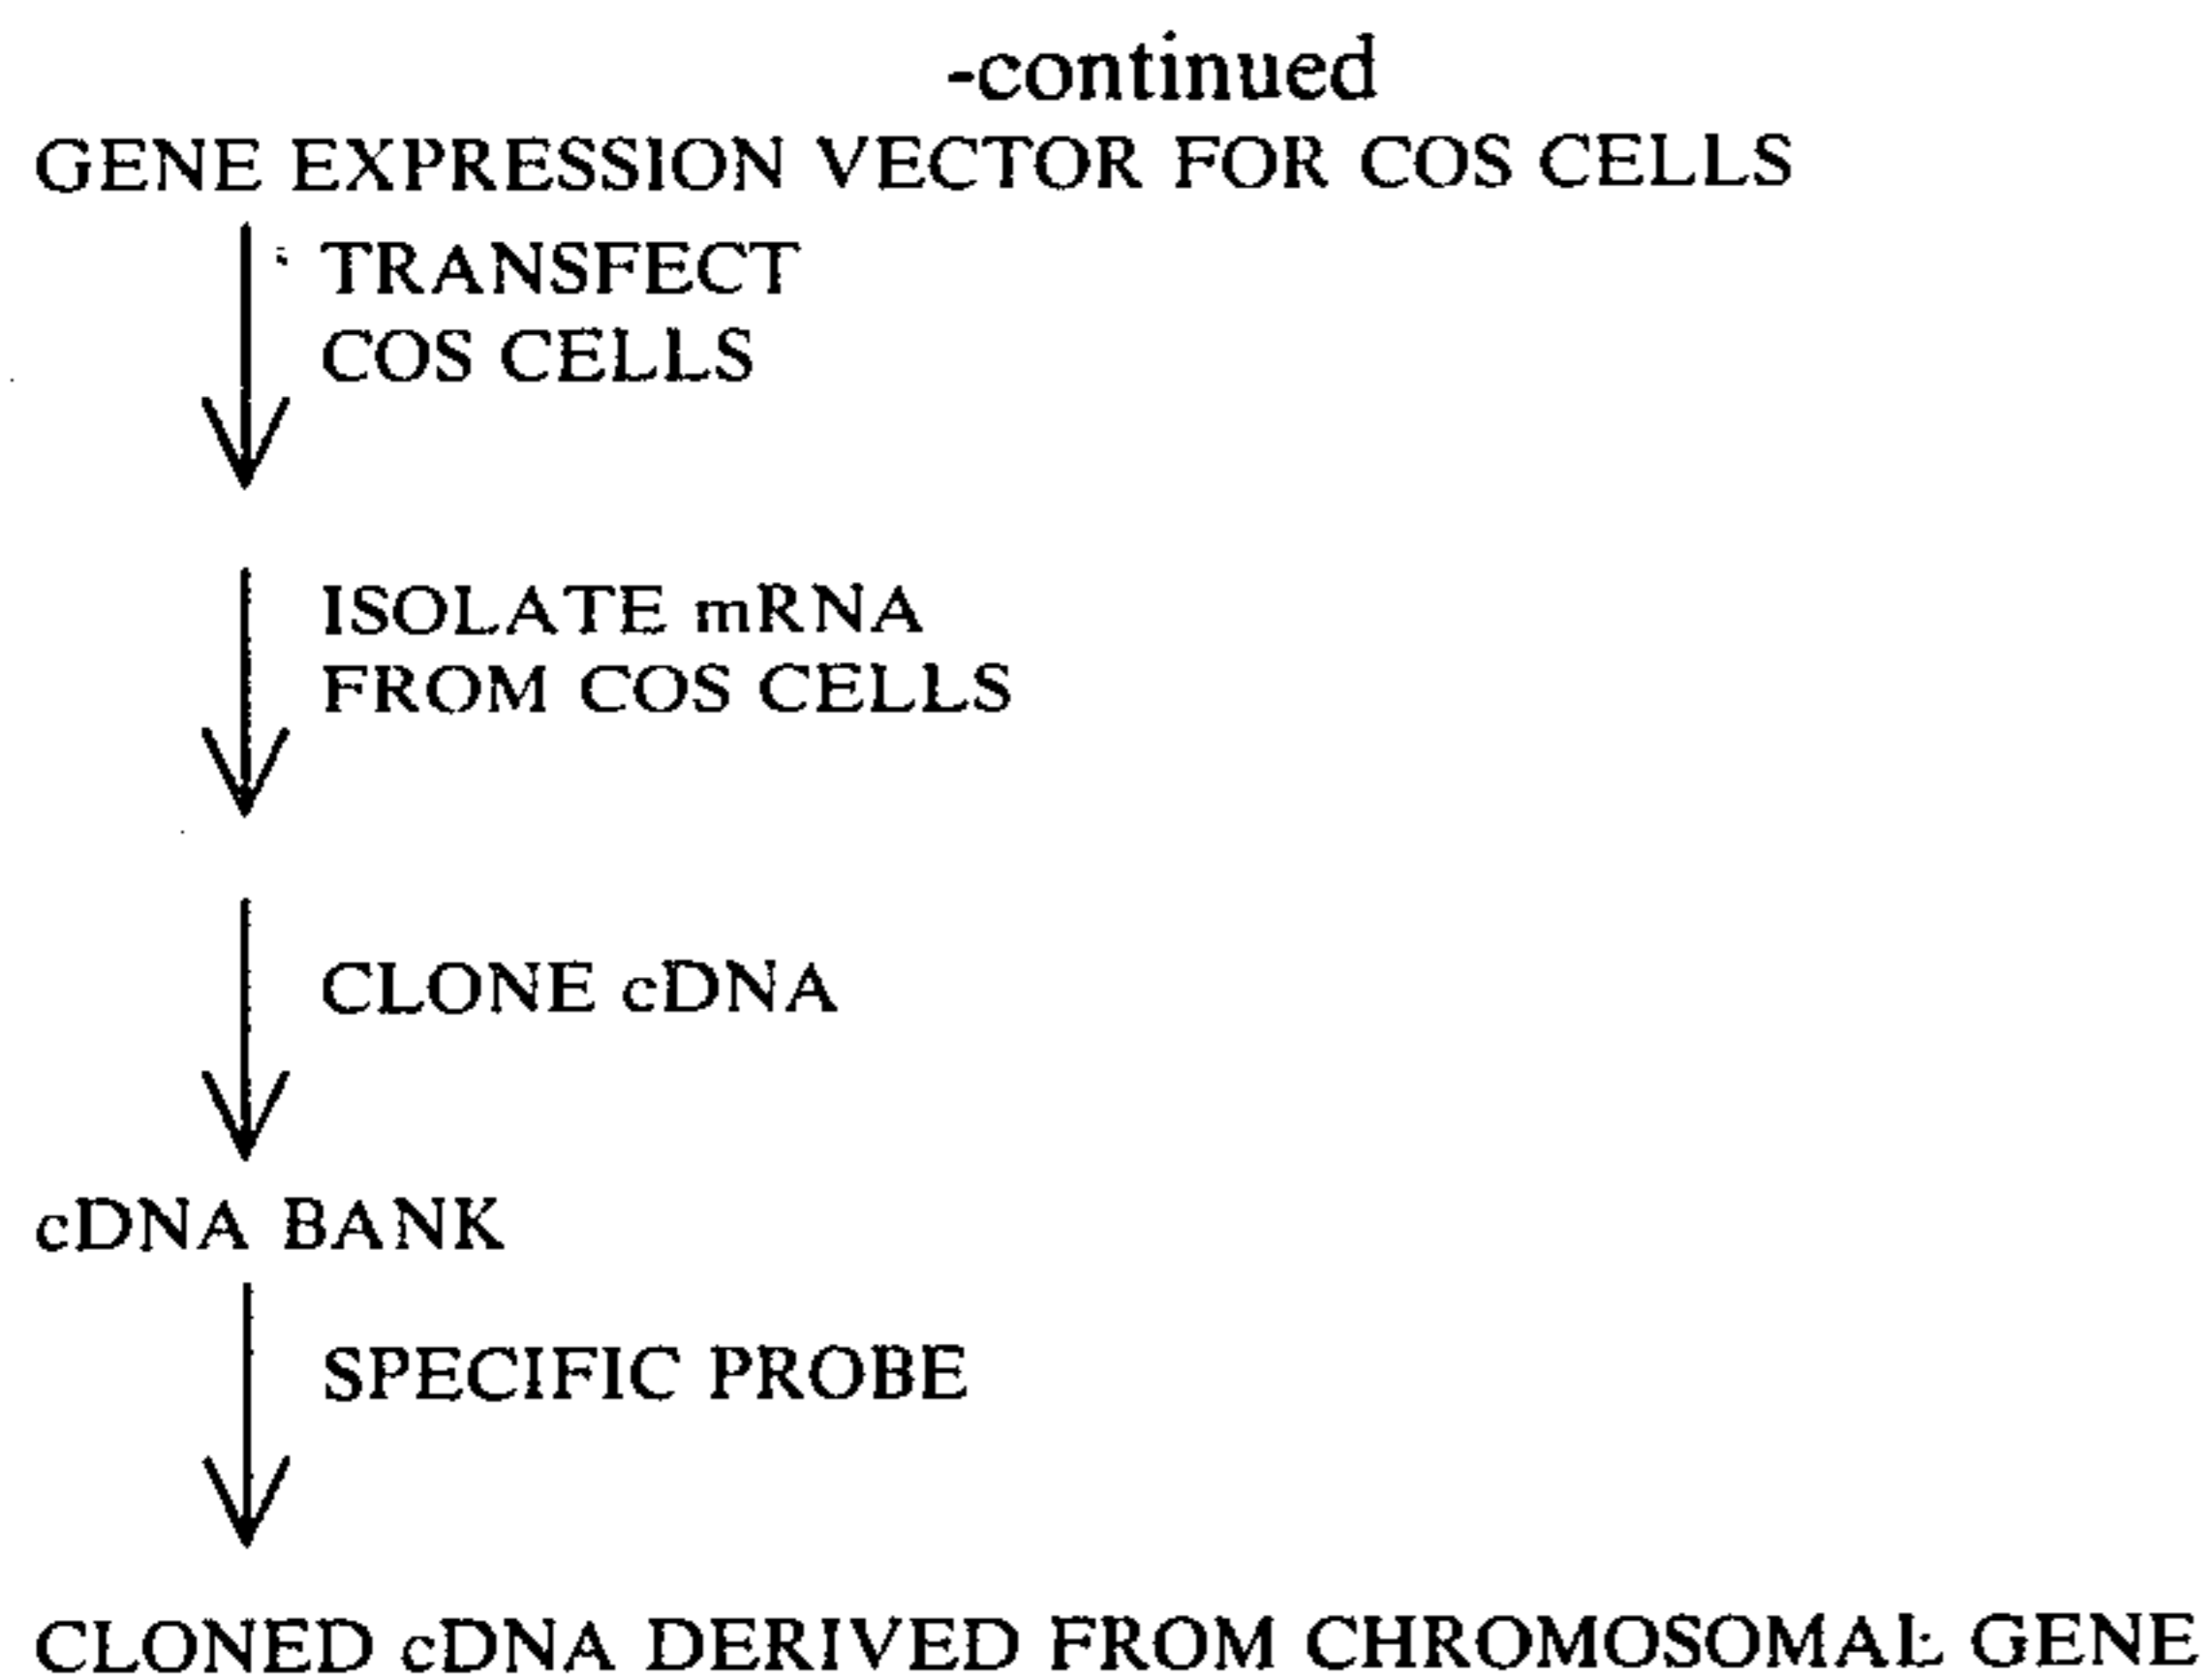 -continued
GENE EXPRESSION VECTOR FOR COS CELLS
TRANSFECT
COS CELLS
ISOLATE mRNA
FROM COS CELLS
CLONE cDNA
cDNA BANK
SPECIFIC PROBE
CLONED cDNA DERIVED FROM CHROMOSOMAL GENE